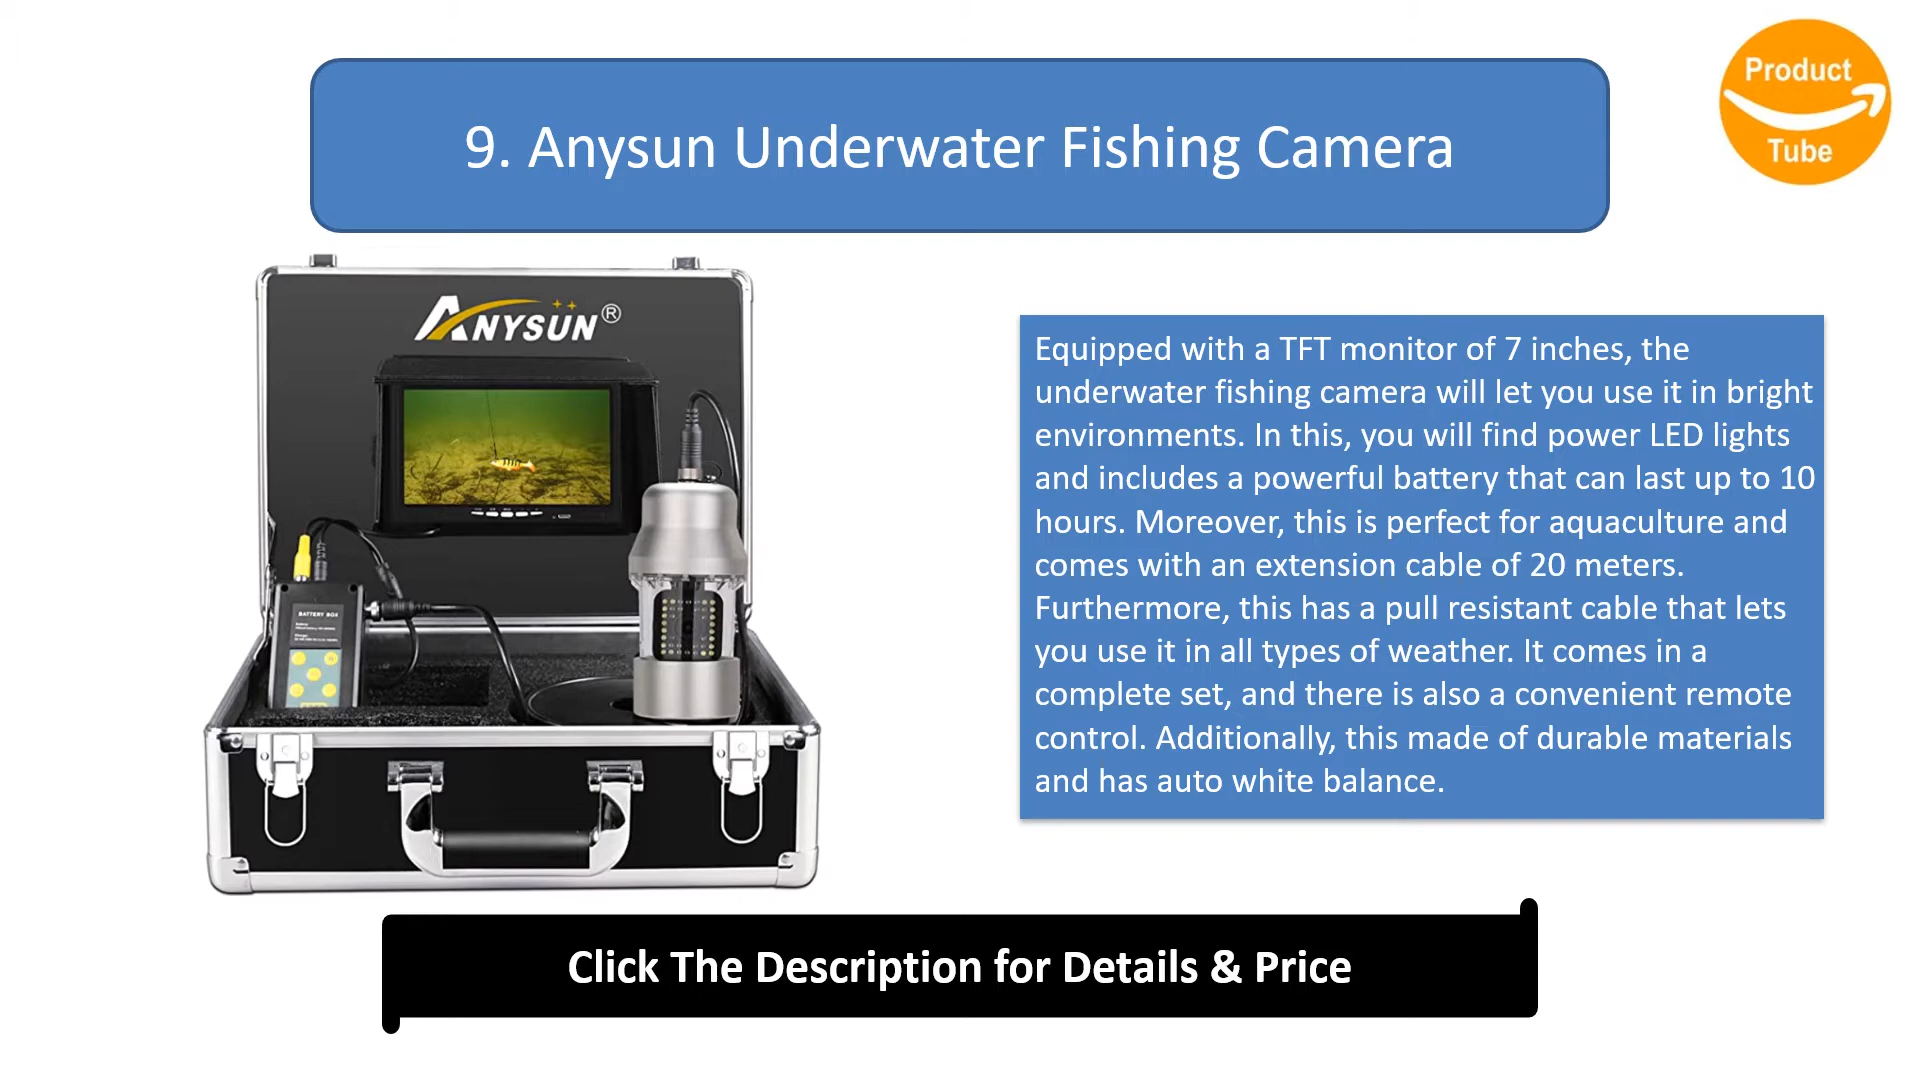 Product
Tube
9. Anysun Underwater Fishing Camera
ANYSUN®
BATTERY BOX
Equipped with a TFT monitor of 7 inches, the
underwater fishing camera will let you use it in bright
environments. In this, you will find power LED lights
and includes a powerful battery that can last up to 10
hours. Moreover, this is perfect for aquaculture and
comes with an extension cable of 20 meters.
Furthermore, this has a pull resistant cable that lets
you use it in all types of weather. It comes in a
complete set, and there is also a convenient remote
control. Additionally, this made of durable materials
and has auto white balance.
Click The Description for Details & Price